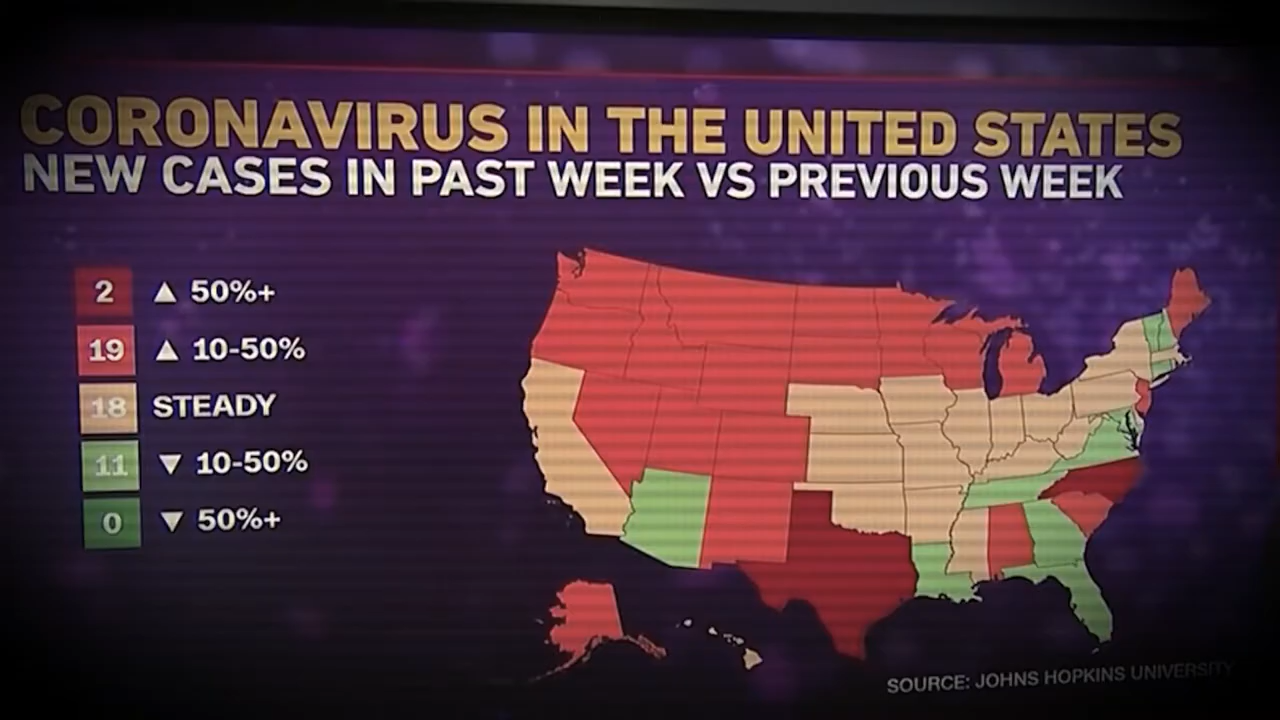 CORONAVIRUS IN THE UNITED STATES
NEW CASES IN PAST WEEK VS PREVIOUS WEEK
2 ▲ 50%+
19 ▲ 10-50%
18 STEADY
11 ▼ 10-50%
0 ▼ 50%+
SOURCE: JOHNS HOPKINS UNIVERSITY